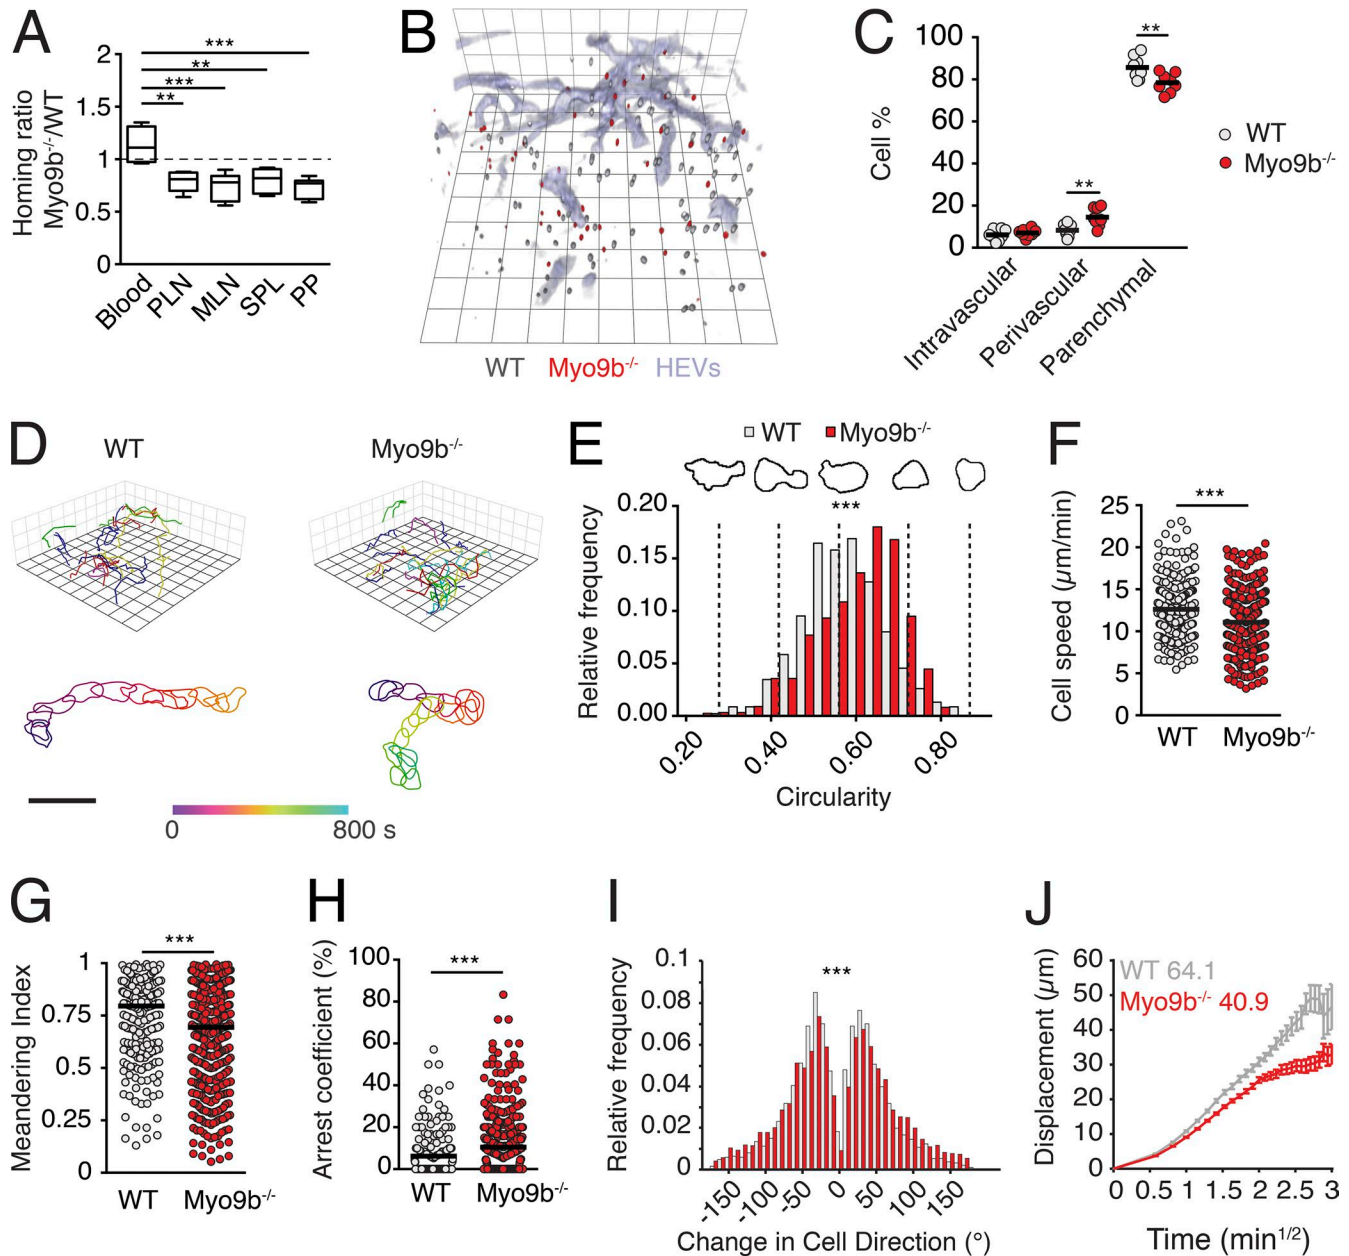 A
Homing ratio
Myo9b-/-/WT
2
1.5
1
0.5
0
***
**
***
**
Blood
PLN
MLN
SPL
PP
B
WT Myo9b-/- HEVs
C
Cell %
100
80
60
40
20
0
**
**
WT
Myo9b-/-
Intravascular
Perivascular
Parenchymal
D
WT
Myo9b-/-
0
800 s
E
WT Myo9b-/-
Relative frequency
0.20
0.15
0.10
0.05
0.00
***
0.20
0.40
0.60
0.80
Circularity
F
Cell speed (µm/min)
25
20
15
10
5
0
***
WT
Myo9b-/-
G
Meandering Index
1
0.75
0.5
0.25
0
***
WT
Myo9b-/-
H
Arrest coefficient (%)
100
80
60
40
20
0
***
WT
Myo9b-/-
I
Relative frequency
0.1
0.08
0.06
0.04
0.02
0
***
-150
-100
-50
0
50
100
150
Change in Cell Direction (°)
J
Displacement (µm)
60
50
40
30
20
10
0
WT 64.1
Myo9b-/- 40.9
0 0.5 1 1.5 2 2.5 3
Time (min1/2)